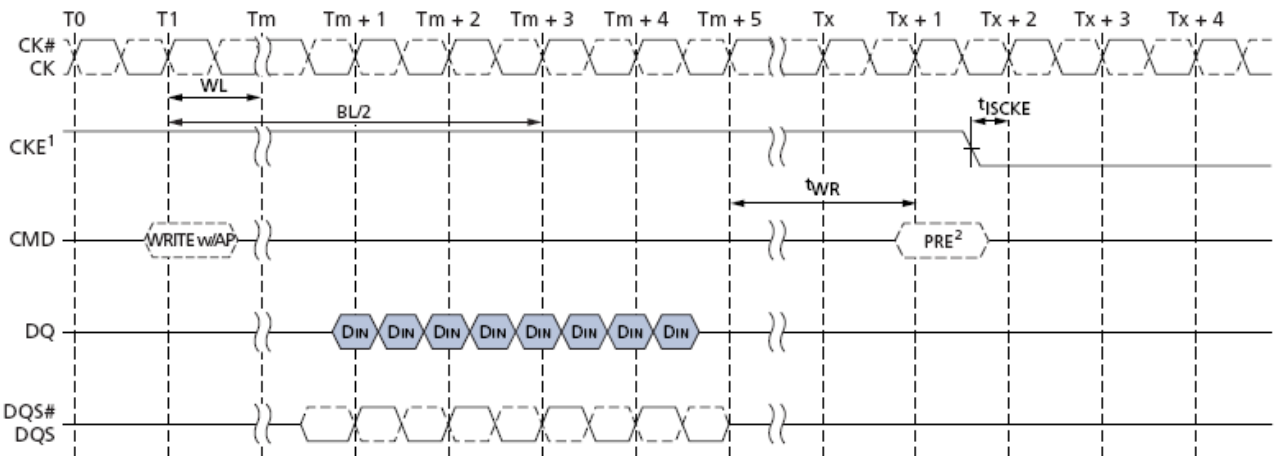 T0 T1 Tm Tm + 1 Tm + 2 Tm + 3 Tm + 4 Tm + 5 Tx Tx + 1 Tx + 2 Tx + 3 Tx + 4
CK#
CK
WL
BL/2
tISCKE
CKE1
tWR
CMD WRITE w/AP PRE2
DQ DIN DIN DIN DIN DIN DIN DIN DIN
DQS#
DQS